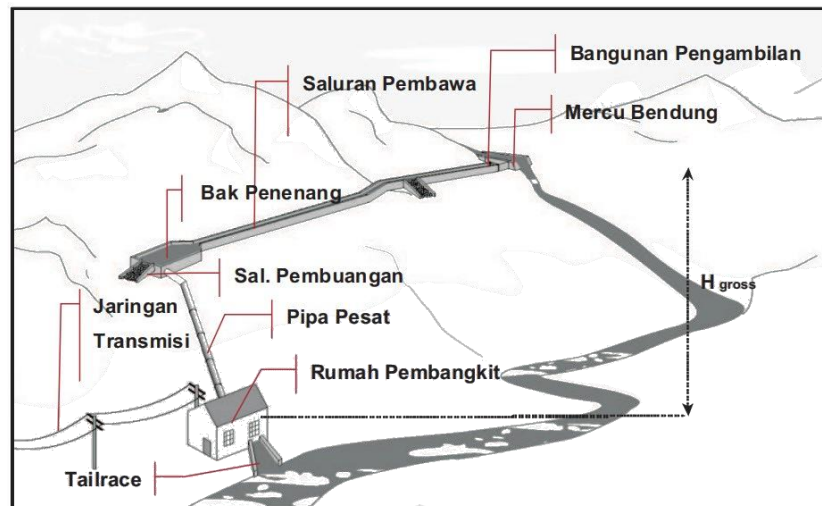 Bangunan Pengambilan
Saluran Pembawa
Mercu Bendung
Bak Penenang
Sal. Pembuangan
H gross
Jaringan
Transmisi
Pipa Pesat
Rumah Pembangkit
Tailrace